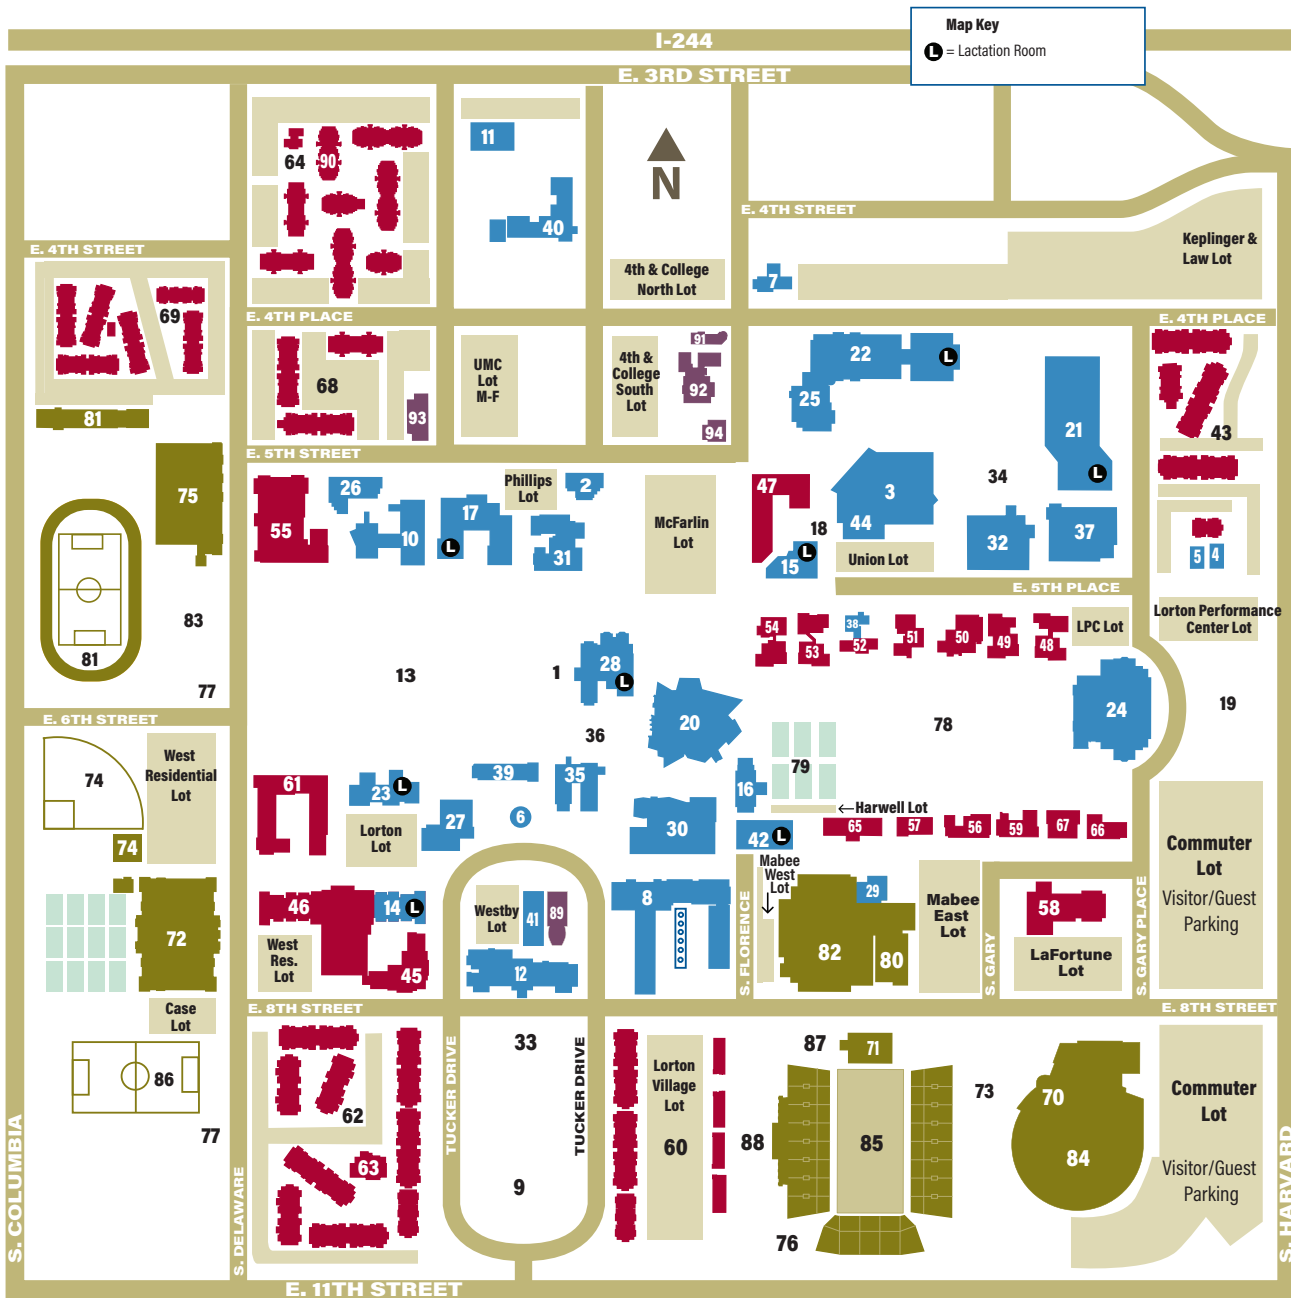 Map Key
L = Lactation Room
I-244
E. 3RD STREET
11
64
90
N
40
E. 4TH STREET
E. 4TH STREET
Keplinger &
Law Lot
4th & College
North Lot
7
69
E. 4TH PLACE
E. 4TH PLACE
91
22
L
UMC
Lot
M-F
4th &
College
South
Lot
68
92
25
93
81
94
21
43
E. 5TH STREET
L
75
26
Phillips
Lot
2
47
3
34
55
10
17
L
31
McFarlin
Lot
18
44
32
37
15
L
Union Lot
5
4
E. 5TH PLACE
83
81
54
53
38
52
51
50
49
48
LPC Lot
Lorton Performance
Center Lot
13
1
28
L
77
19
E. 6TH STREET
20
78
24
36
West
Residential
Lot
74
79
61
23
L
39
35
16
Harwell Lot
6
27
30
65
57
56
59
67
66
Lorton
Lot
74
42
L
Commuter
Lot
Visitor/Guest
Parking
Mabee
West
Lot
46
14
L
Westby
Lot
41
89
8
29
Mabee
East
Lot
58
72
West
Res.
Lot
45
12
S. FLORENCE
82
80
S. GARY
LaFortune
Lot
S. GARY PLACE
Case
Lot
E. 8TH STREET
E. 8TH STREET
33
87
71
TUCKER DRIVE
TUCKER DRIVE
Lorton
Village
Lot
86
62
60
73
70
Commuter
Lot
77
88
85
84
Visitor/Guest
Parking
63
9
76
S. COLUMBIA
S. DELAWARE
S. HARVARD
E. 11TH STREET